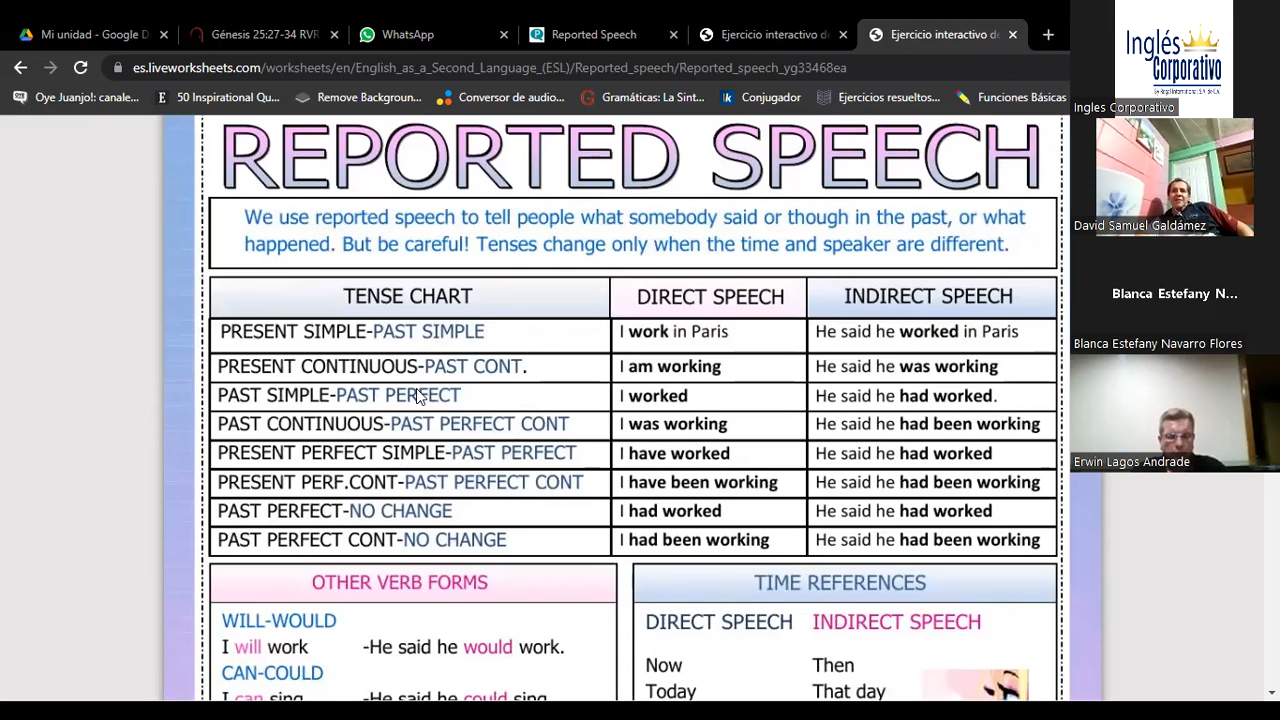 Mi unidad - Google D
Génesis 25:27-34 RVR
WhatsApp
Reported Speech
Ejercicio interactivo de
Ejercicio interactivo de
es.liveworksheets.com/worksheets/en/English_as_a_Second_Language_(ESL)/Reported_speech/Reported_speech_yg33468ea
Oye Juanjo!: canale...
50 Inspirational Qu...
Remove Backgroun...
Conversor de audio...
Gramáticas: La Sint...
Conjugador
Ejercicios resueltos...
Funciones Básicas
REPORTED SPEECH
We use reported speech to tell people what somebody said or though in the past, or what
happened. But be careful! Tenses change only when the time and speaker are different.
TENSE CHART DIRECT SPEECH INDIRECT SPEECH
PRESENT SIMPLE-PAST SIMPLE I work in Paris He said he worked in Paris
PRESENT CONTINUOUS-PAST CONT. I am working He said he was working
PAST SIMPLE-PAST PERFECT I worked He said he had worked.
PAST CONTINUOUS-PAST PERFECT CONT I was working He said he had been working
PRESENT PERFECT SIMPLE-PAST PERFECT I have worked He said he had worked
PRESENT PERF.CONT-PAST PERFECT CONT I have been working He said he had been working
PAST PERFECT-NO CHANGE I had worked He said he had worked
PAST PERFECT CONT-NO CHANGE I had been working He said he had been working
OTHER VERB FORMS
WILL-WOULD
I will work -He said he would work.
CAN-COULD
I can sing -He said he could sing
TIME REFERENCES
DIRECT SPEECH INDIRECT SPEECH
Now Then
Today That day
Inglés
Corporativo
Ingles Corporativo
David Samuel Galdámez
Blanca Estefany N...
Blanca Estefany Navarro Flores
Erwin Lagos Andrade